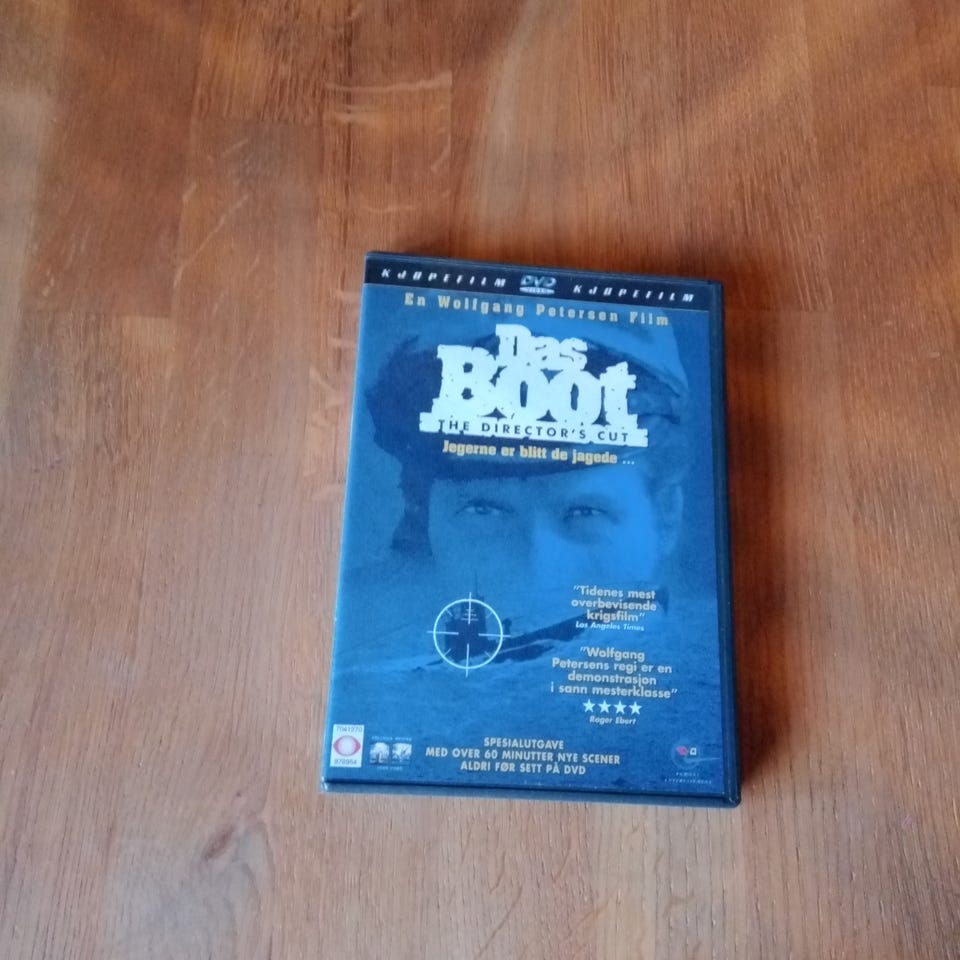 KJØPEFILM DVD VIDEO KJØPEFILM
En Wolfgang Petersen Film
Das
Boot
THE DIRECTOR'S CUT
Jegerne er blitt de jagede ...
"Tidenes mest
overbevisende
krigsfilm"
Los Angeles Times
"Wolfgang
Petersens regi er en
demonstrasjon
i sann mesterklasse"
Roger Ebert
SPESIALUTGAVE
MED OVER 60 MINUTTER NYE SCENER
ALDRI FØR SETT PÅ DVD